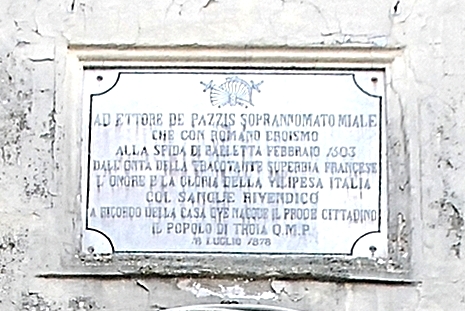 AD ETTORE DE PAZZIS SOPRANNOMATO MIALE
CHE CON ROMANO EROISMO
ALLA SFIDA DI BARLETTA FEBBRAIO 1503
DALL'ONTA DELLA TRACOTANTE SUPERBIA FRANCESE
L'ONORE E LA GLORIA DELLA VILIPESA ITALIA
COL SANGUE RIVENDICÒ
A RICORDO DELLA CASA OVE NACQUE IL PRODE CITTADINO
IL POPOLO DI TROIA Q.M.P.
LUGLIO 1878